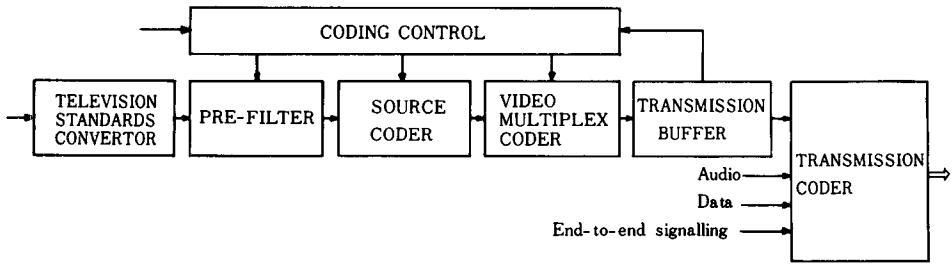 CODING CONTROL
TELEVISION
STANDARDS
CONVERTOR
PRE-FILTER
SOURCE
CODER
VIDEO
MULTIPLEX
CODER
TRANSMISSION
BUFFER
TRANSMISSION
CODER
Audio
Data
End-to-end signalling